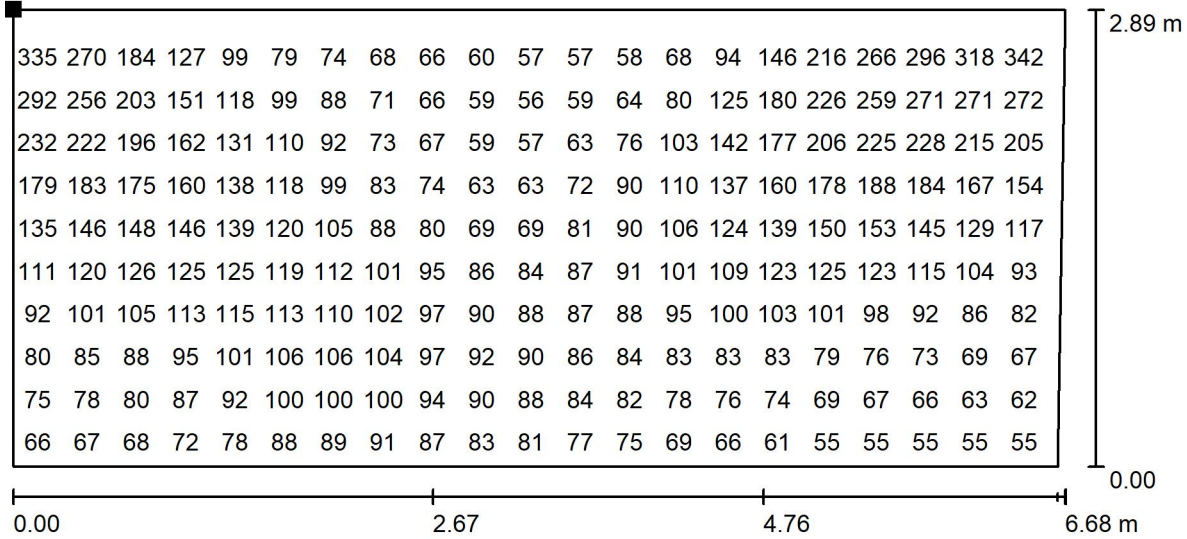 2.89 m
335 270 184 127 99 79 74 68 66 60 57 57 58 68 94 146 216 266 296 318 342
292 256 203 151 118 99 88 71 66 59 56 59 64 80 125 180 226 259 271 271 272
232 222 196 162 131 110 92 73 67 59 57 63 76 103 142 177 206 225 228 215 205
179 183 175 160 138 118 99 83 74 63 63 72 90 110 137 160 178 188 184 167 154
135 146 148 146 139 120 105 88 80 69 69 81 90 106 124 139 150 153 145 129 117
111 120 126 125 125 119 112 101 95 86 84 87 91 101 109 123 125 123 115 104 93
92 101 105 113 115 113 110 102 97 90 88 87 88 95 100 103 101 98 92 86 82
80 85 88 95 101 106 106 104 97 92 90 86 84 83 83 83 79 76 73 69 67
75 78 80 87 92 100 100 100 94 90 88 84 82 78 76 74 69 67 66 63 62
66 67 68 72 78 88 89 91 87 83 81 77 75 69 66 61 55 55 55 55 55
0.00
0.00 2.67 4.76 6.68 m